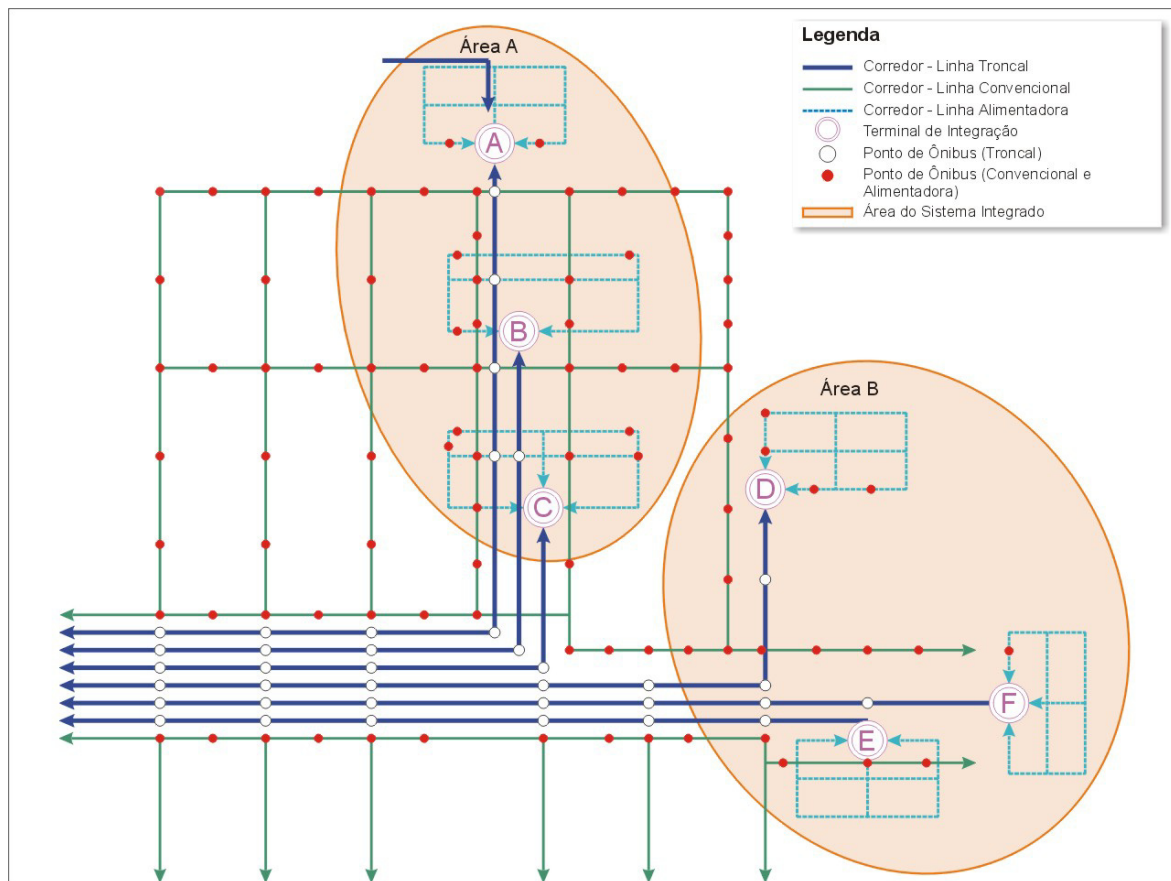 Área A
Legenda
Corredor - Linha Troncal
Corredor - Linha Convencional
Corredor - Linha Alimentadora
Terminal de Integração
Ponto de Ônibus (Troncal)
Ponto de Ônibus (Convencional e
Alimentadora)
Área do Sistema Integrado
A
B
Área B
C
D
F
E